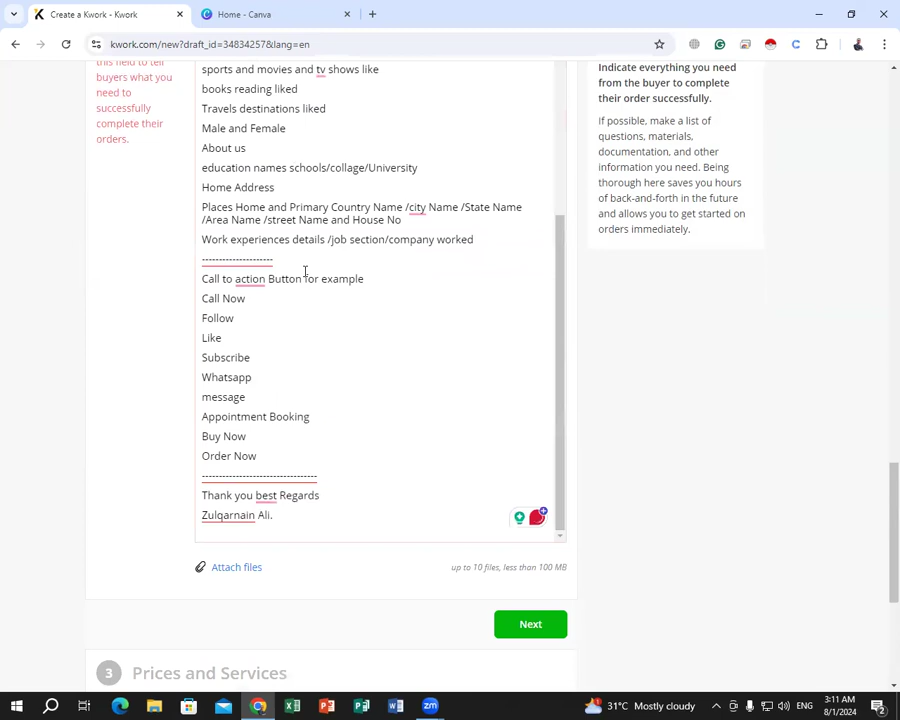 Create a Kwork - Kwork
Home - Canva
kwork.com/new?draft_id=34834257&lang=en
this field to tell
buyers what you
need to
successfully
complete their
orders.
sports and movies and tv shows like
books reading liked
Travels destinations liked
Male and Female
About us
education names schools/collage/University
Home Address
Places Home and Primary Country Name /city Name /State Name
/Area Name /street Name and House No
Work experiences details /job section/company worked
--------------------
Call to action Button for example
Call Now
Follow
Like
Subscribe
Whatsapp
message
Appointment Booking
Buy Now
Order Now
---------------------------------
Thank you best Regards
Zulqarnain Ali.
Attach files
up to 10 files, less than 100 MB
Indicate everything you need
from the buyer to complete
their order successfully.
If possible, make a list of
questions, materials,
documentation, and other
information you need. Being
thorough here saves you hours
of back-and-forth in the future
and allows you to get started on
orders immediately.
Next
3 Prices and Services
31°C Mostly cloudy
ENG
3:11 AM
8/1/2024
2